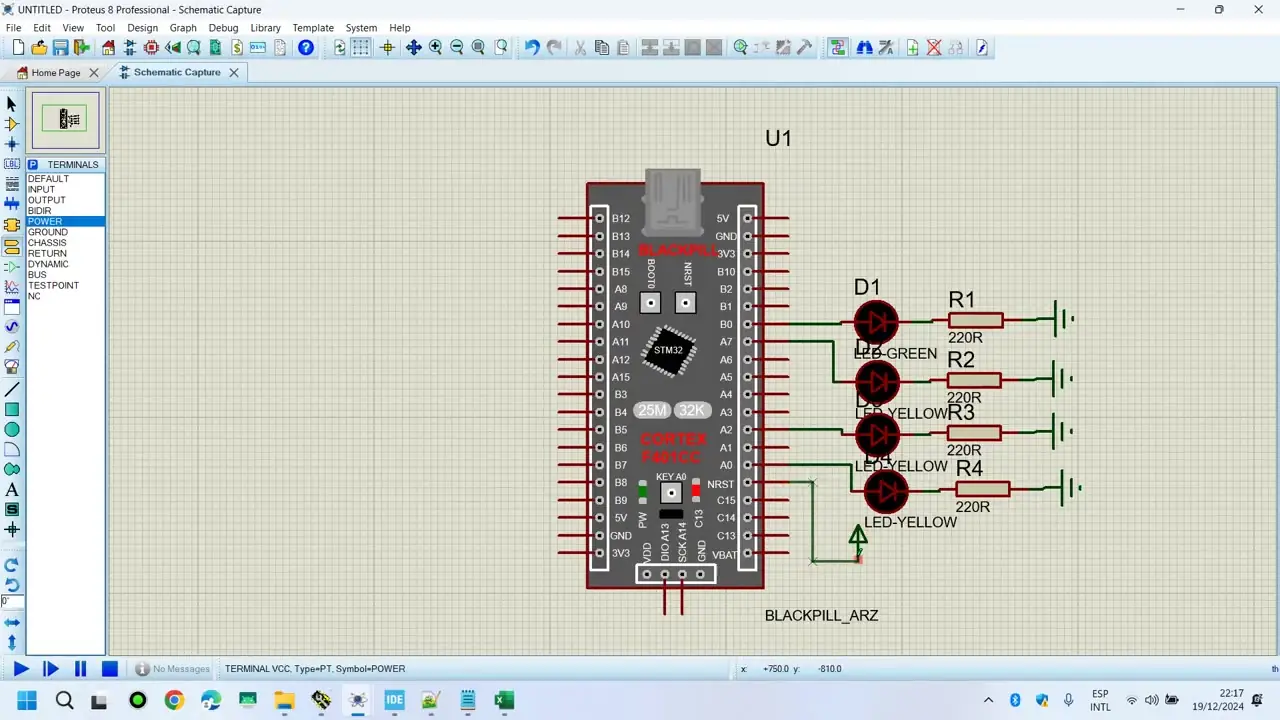 UNTITLED - Proteus 8 Professional - Schematic Capture
File Edit View Tool Design Graph Debug Library Template System Help
Home Page
Schematic Capture
LBL
P TERMINALS
DEFAULT
INPUT
OUTPUT
BIDIR
POWER
GROUND
CHASSIS
RETURN
DYNAMIC
BUS
TESTPOINT
NC
U1
B12
B13
B14
B15
A8
A9
A10
A11
A12
A15
B3
B4
B5
B6
B7
B8
B9
5V
GND
3V3
BLACKPILL
BOOT0
NRST
STM32
25M 32K
CORTEX
F401CC
KEY A0
PW
C13
VDD
DIO A13
SCK A14
GND
5V
GND
3V3
B10
B2
B1
B0
A7
A6
A5
A4
A3
A2
A1
A0
NRST
C15
C14
C13
VBAT
BLACKPILL_ARZ
D1
LED-GREEN
R1
220R
D2
LED-YELLOW
R2
220R
D3
LED-YELLOW
R3
220R
D4
LED-YELLOW
R4
220R
No Messages
TERMINAL VCC, Type=PT, Symbol=POWER
x: +750.0 y: -810.0
th
IDE
ESP
INTL
22:17
19/12/2024